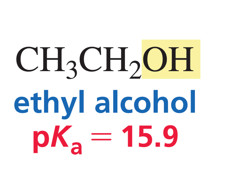 CH₃CH₂OH
ethyl alcohol
pKₐ = 15.9